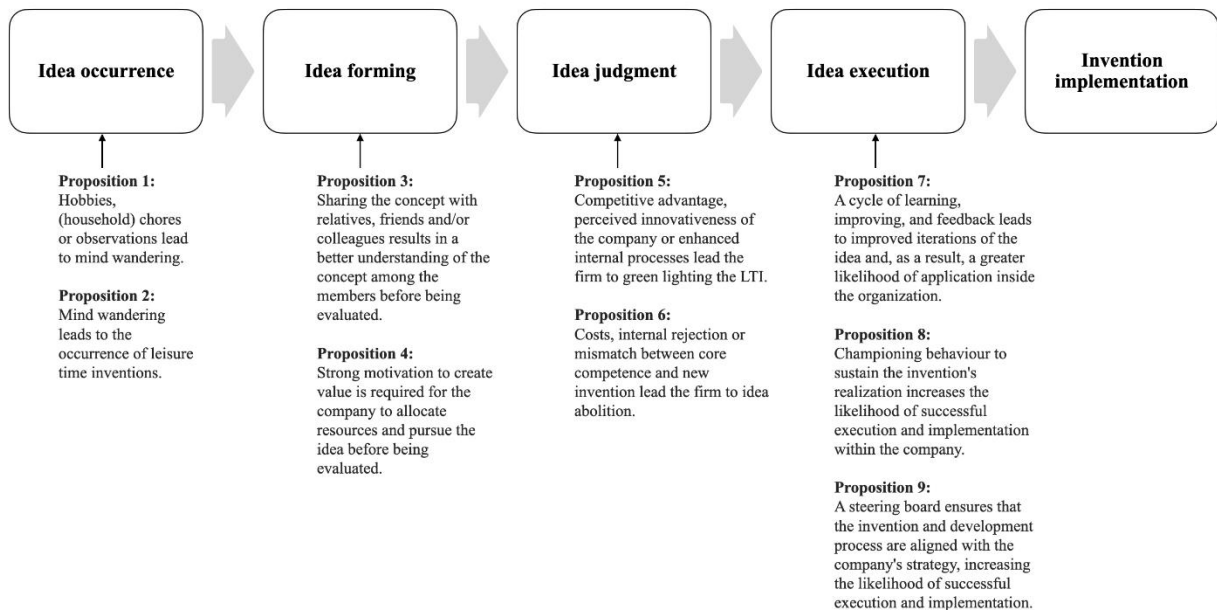 Idea occurrence
Idea forming
Idea judgment
Idea execution
Invention
implementation
Proposition 1:
Hobbies,
(household) chores
or observations lead
to mind wandering.
Proposition 2:
Mind wandering
leads to the
occurrence of leisure
time inventions.
Proposition 3:
Sharing the concept with
relatives, friends and/or
colleagues results in a
better understanding of the
concept among the
members before being
evaluated.
Proposition 4:
Strong motivation to create
value is required for the
company to allocate
resources and pursue the
idea before being
evaluated.
Proposition 5:
Competitive advantage,
perceived innovativeness of
the company or enhanced
internal processes lead the
firm to green lighting the LTI.
Proposition 6:
Costs, internal rejection or
mismatch between core
competence and new
invention lead the firm to idea
abolition.
Proposition 7:
A cycle of learning,
improving, and feedback leads
to improved iterations of the
idea and, as a result, a greater
likelihood of application inside
the organization.
Proposition 8:
Championing behaviour to
sustain the invention's
realization increases the
likelihood of successful
execution and implementation
within the company.
Proposition 9:
A steering board ensures that
the invention and development
process are aligned with the
company's strategy, increasing
the likelihood of successful
execution and implementation.